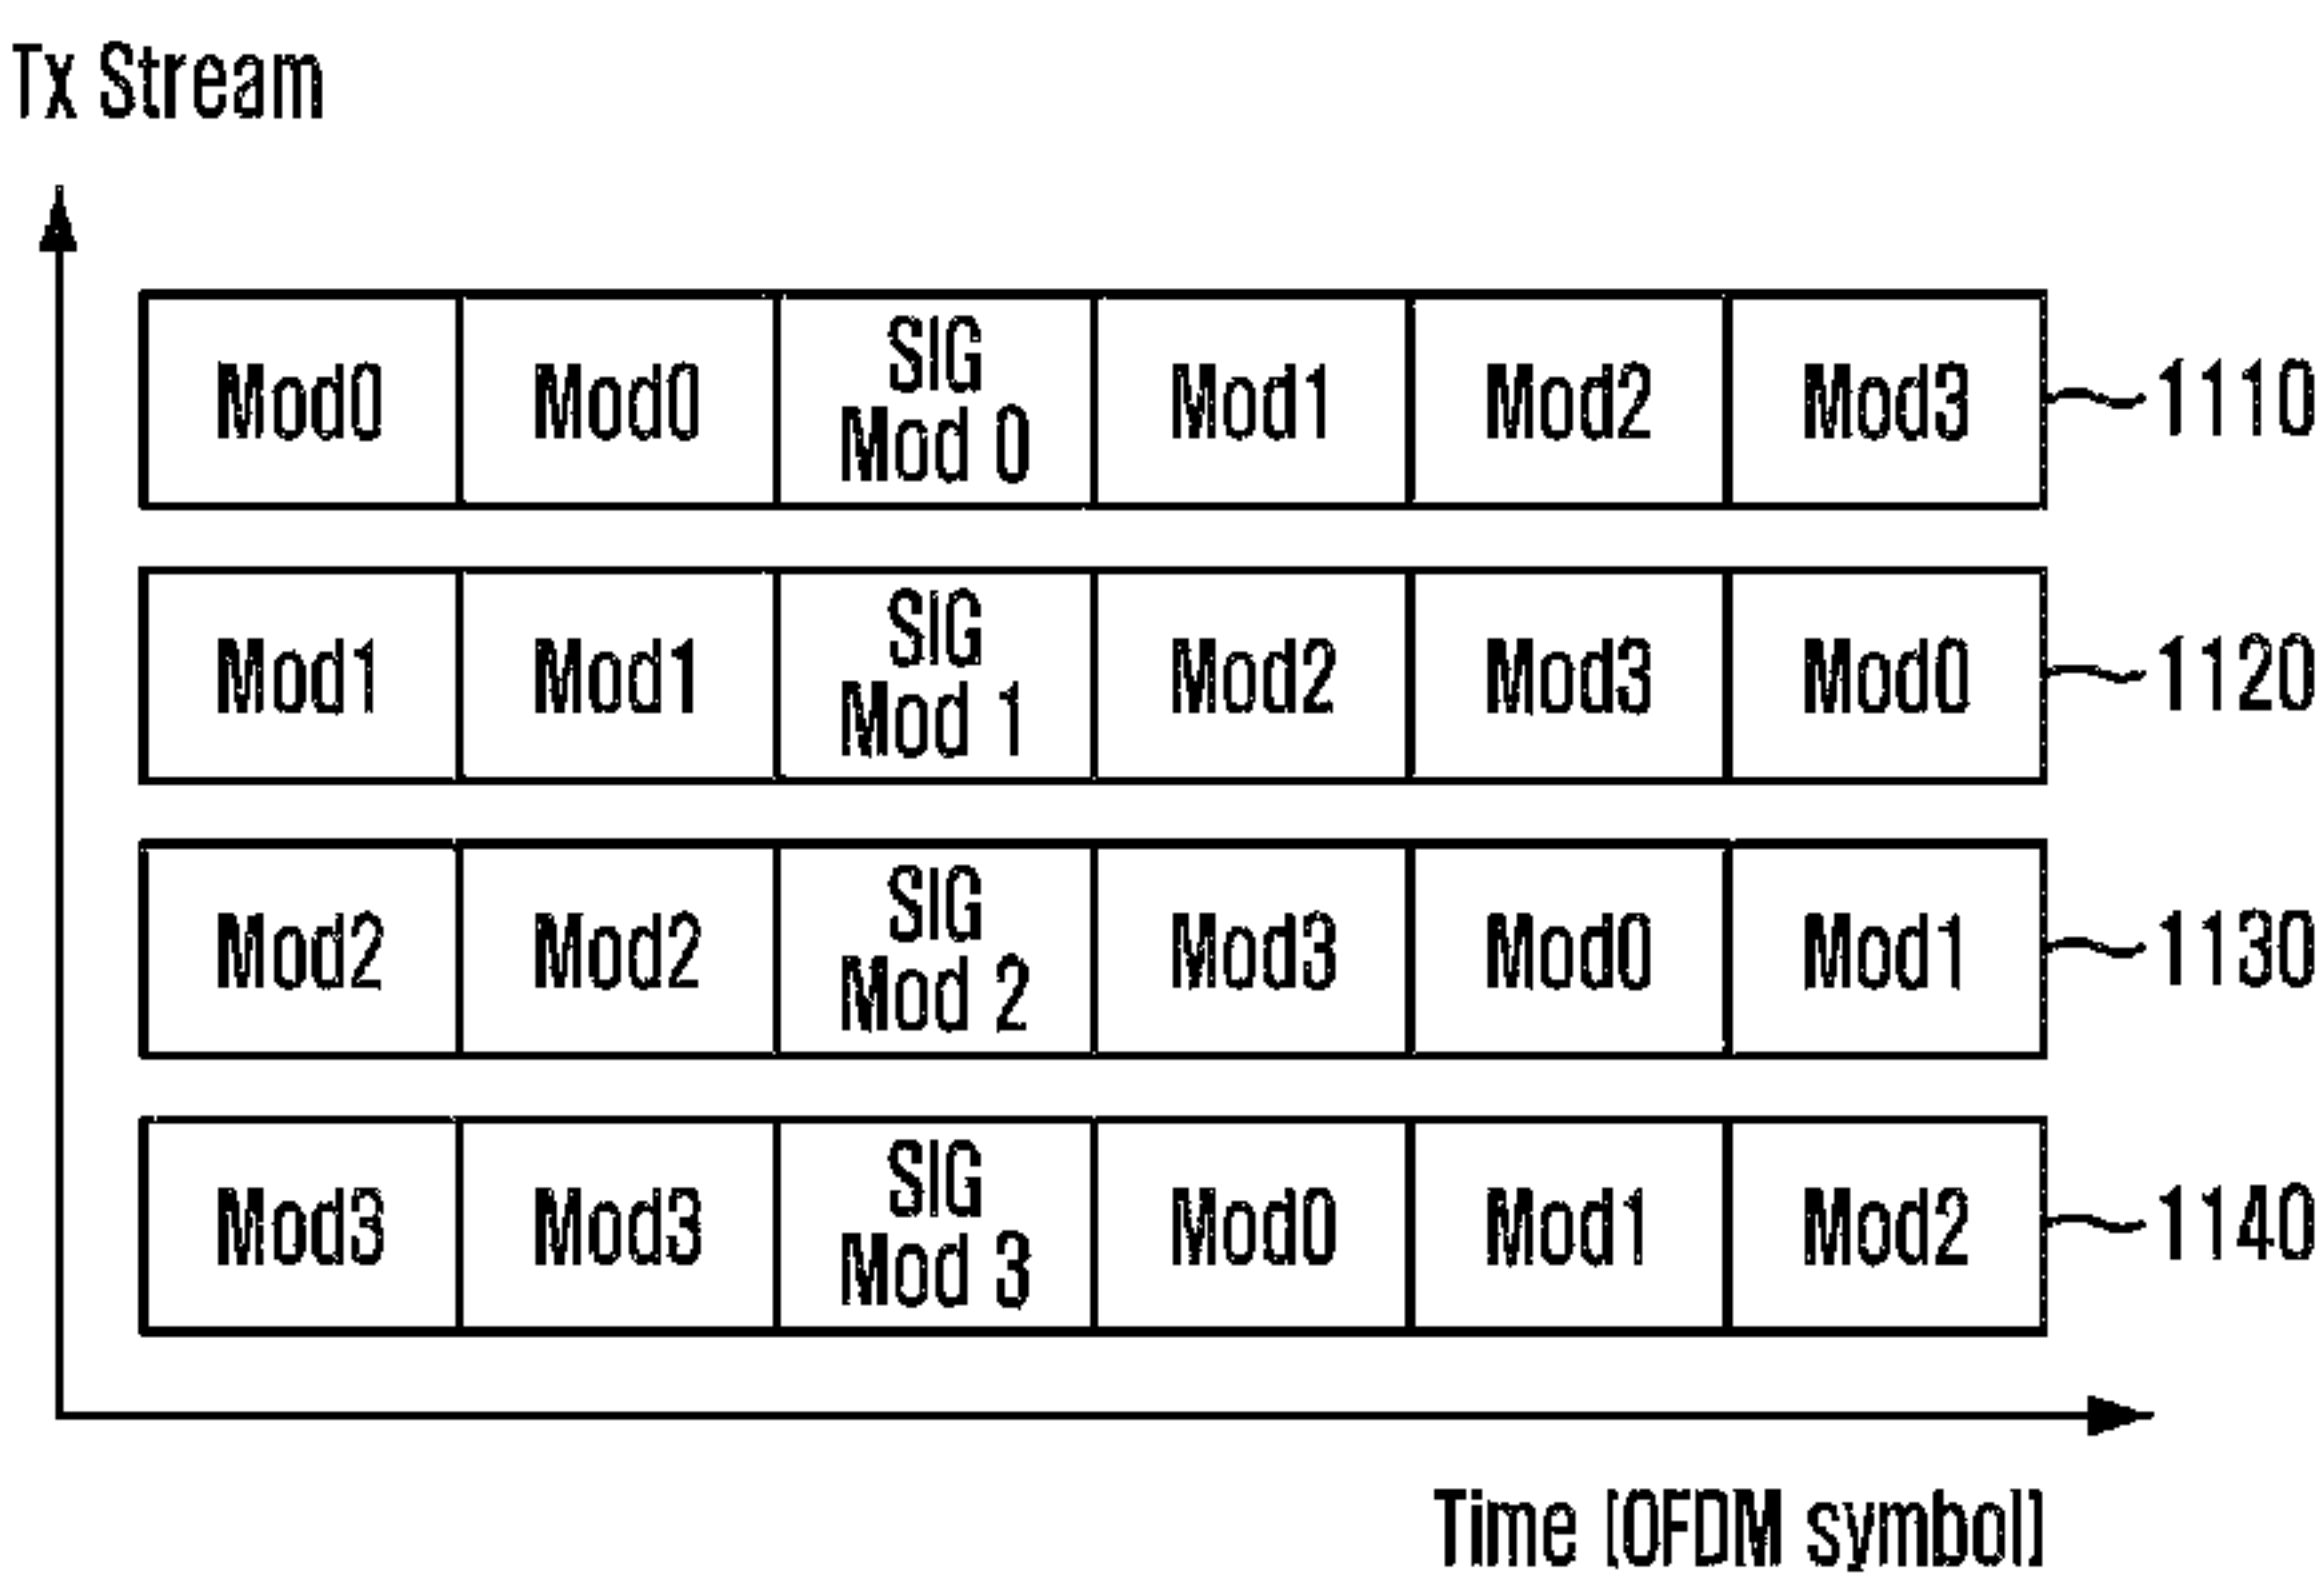 Tx Stream
Mod0 Mod0 SIG Mod 0 Mod1 Mod2 Mod3 1110
Mod1 Mod1 SIG Mod 1 Mod2 Mod3 Mod0 1120
Mod2 Mod2 SIG Mod 2 Mod3 Mod0 Mod1 1130
Mod3 Mod3 SIG Mod 3 Mod0 Mod1 Mod2 1140
Time [OFDM symbol]